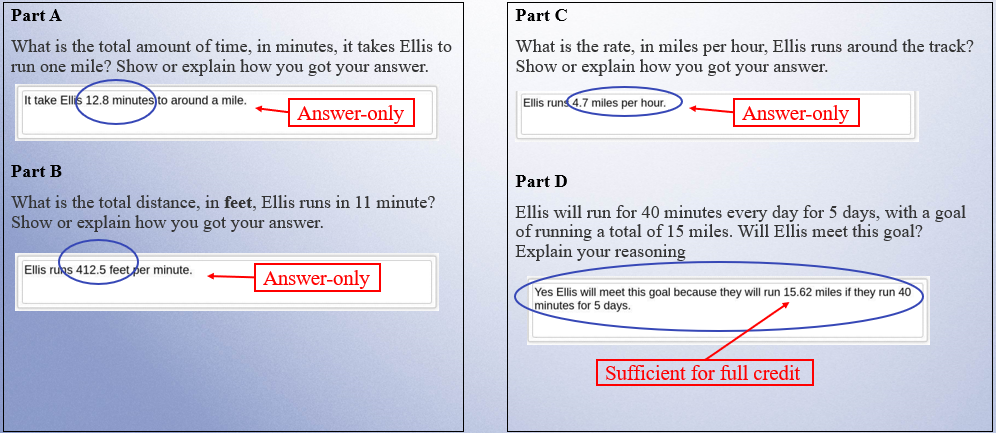 Part A
What is the total amount of time, in minutes, it takes Ellis to
run one mile? Show or explain how you got your answer.
It take Ellis 12.8 minutes to around a mile.
Answer-only
Part B
What is the total distance, in feet, Ellis runs in 11 minute?
Show or explain how you got your answer.
Ellis runs 412.5 feet per minute.
Answer-only
Part C
What is the rate, in miles per hour, Ellis runs around the track?
Show or explain how you got your answer.
Ellis runs 4.7 miles per hour.
Answer-only
Part D
Ellis will run for 40 minutes every day for 5 days, with a goal
of running a total of 15 miles. Will Ellis meet this goal?
Explain your reasoning
Yes Ellis will meet this goal because they will run 15.62 miles if they run 40
minutes for 5 days.
Sufficient for full credit